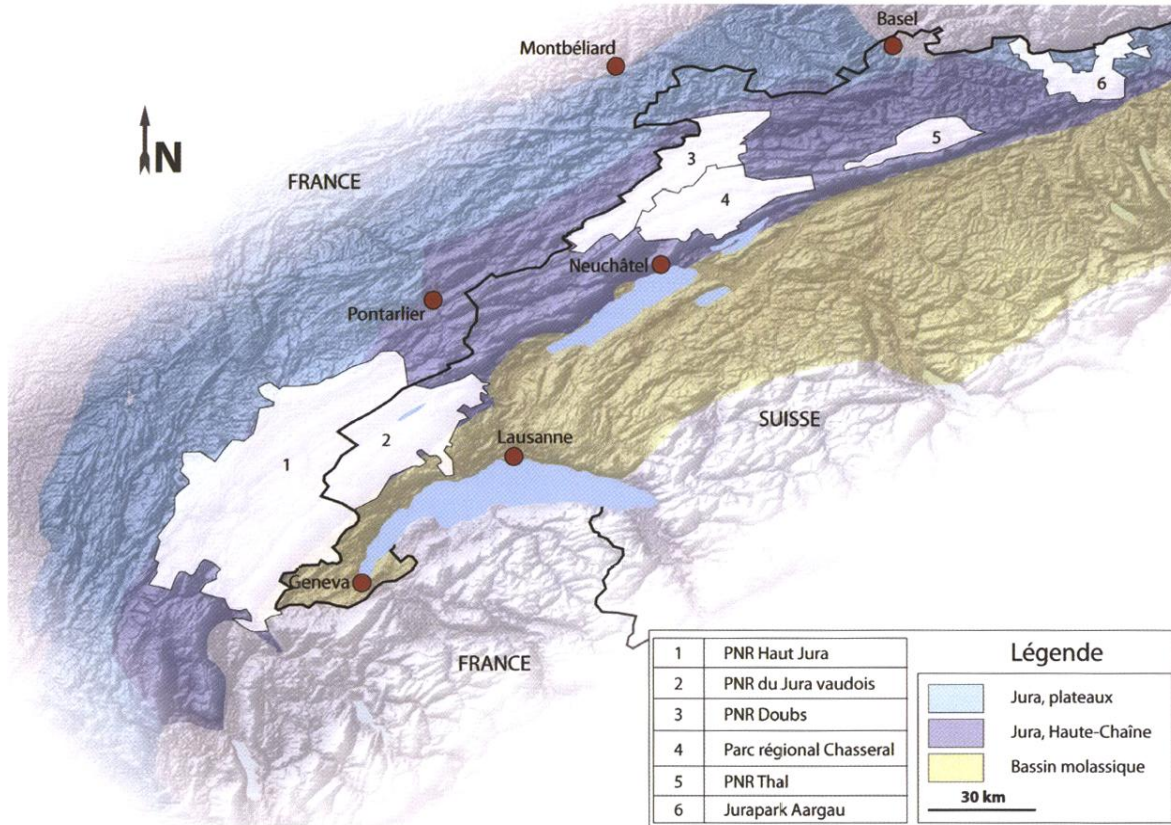 Basel
Montbéliard
6
5
N
3
FRANCE
4
Neuchâtel
Pontarlier
SUISSE
2
Lausanne
1
Geneva
FRANCE
1 PNR Haut Jura
2 PNR du Jura vaudois
3 PNR Doubs
4 Parc régional Chasseral
5 PNR Thal
6 Jurapark Aargau
Légende
Jura, plateaux
Jura, Haute-Chaîne
Bassin molassique
30 km